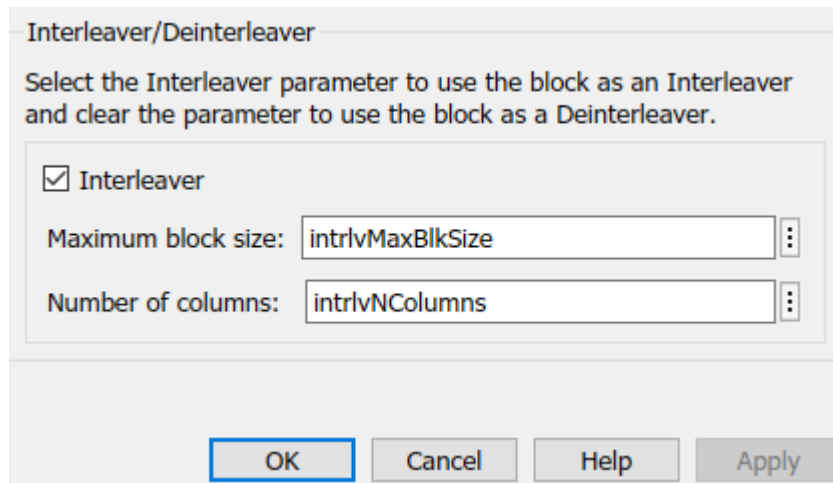 Interleaver/Deinterleaver
Select the Interleaver parameter to use the block as an Interleaver
and clear the parameter to use the block as a Deinterleaver.
Interleaver
Maximum block size: intrlvMaxBlkSize
Number of columns: intrlvNColumns
OK Cancel Help Apply